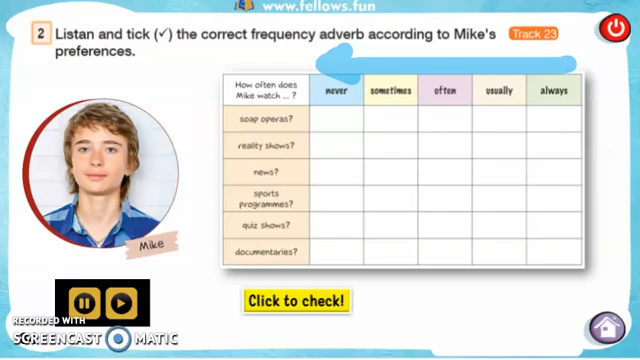 www.fellows.fun
2 Listan and tick (✓) the correct frequency adverb according to Mike's Track 23
preferences.
How often does
Mike watch ... ? never sometimes often usually always
soap operas?
reality shows?
news?
sports
programmes?
quiz shows?
documentaries?
Mike
Click to check!
RECORDED WITH
SCREENCAST MATIC